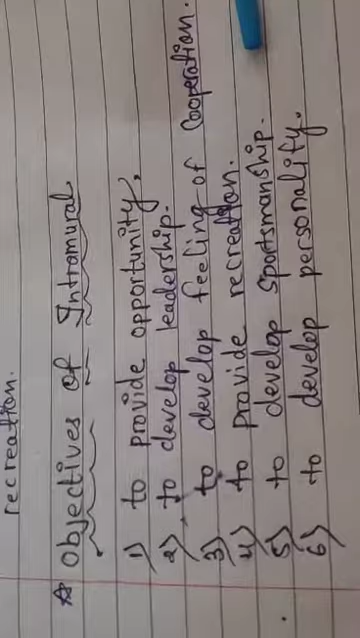 recreation.
☆ Objectives of Intramural
1) to provide opportunity,
2) to develop leadership.
3) to develop feeling of cooperation.
4) to provide recreation.
5) to develop sportsmanship.
6) to develop personality.